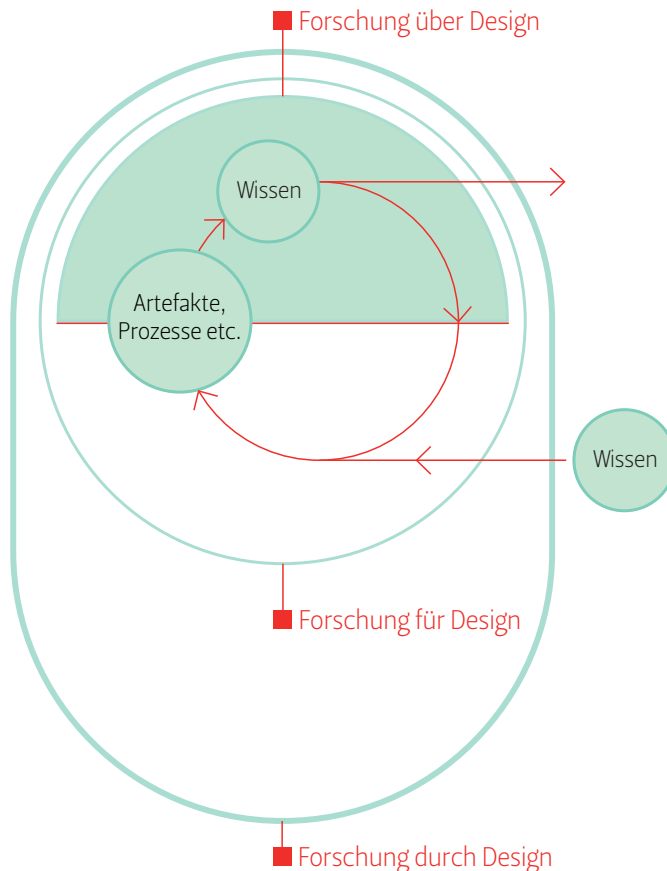 Forschung über Design
Wissen
Artefakte,
Prozesse etc.
Wissen
Forschung für Design
Forschung durch Design